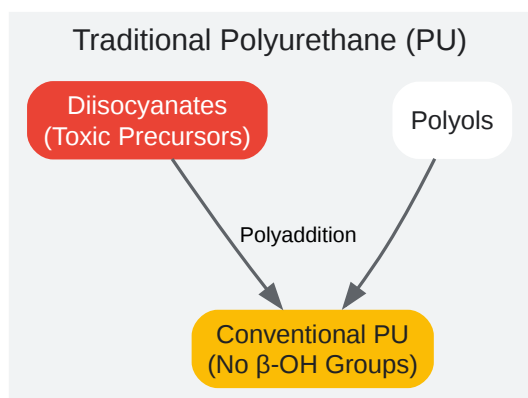 Traditional Polyurethane (PU)
Diisocyanates
(Toxic Precursors)
Polyols
Polyaddition
Conventional PU
(No β-OH Groups)